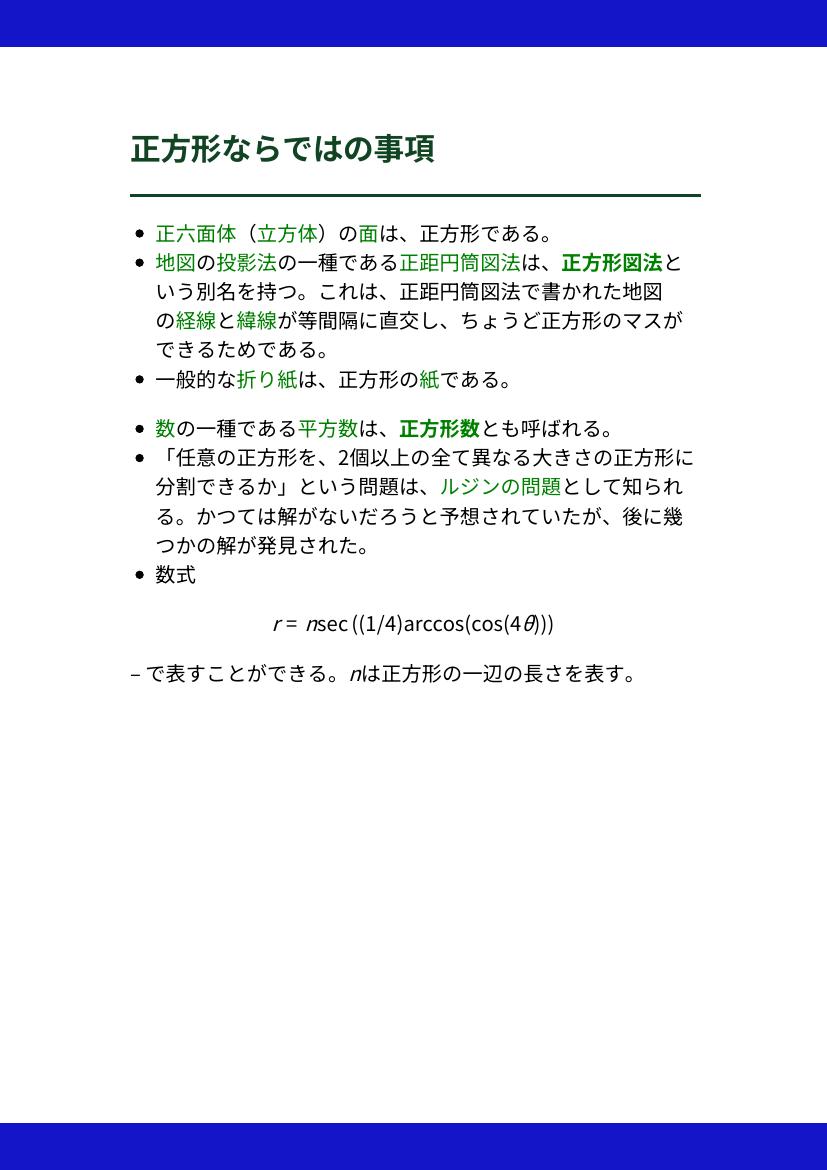 正方形ならではの事項
• 正六面体（立方体）の面は、正方形である。
• 地図の投影法の一種である正距円筒図法は、正方形図法と
いう別名を持つ。これは、正距円筒図法で書かれた地図
の経線と緯線が等間隔に直交し、ちょうど正方形のマスが
できるためである。
• 一般的な折り紙は、正方形の紙である。
• 数の一種である平方数は、正方形数とも呼ばれる。
• 「任意の正方形を、2個以上の全て異なる大きさの正方形に
分割できるか」という問題は、ルジンの問題として知られ
る。かつては解がないだろうと予想されていたが、後に幾
つかの解が発見された。
• 数式
r = nsec ((1/4)arccos(cos(4θ)))
– で表すことができる。nは正方形の一辺の長さを表す。